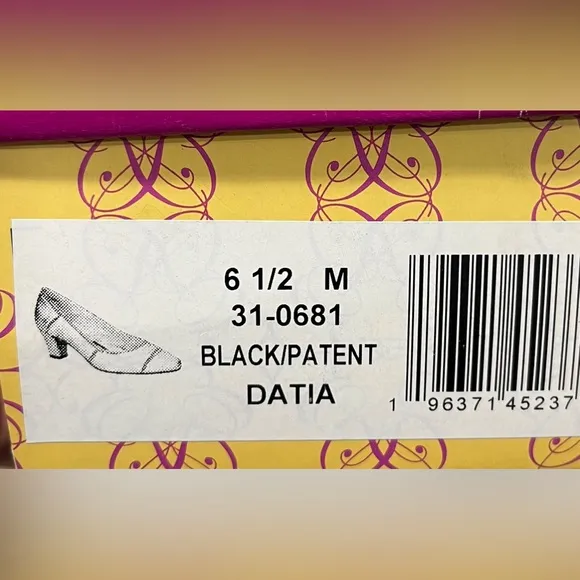 6 1/2 M
31-0681
BLACK/PATENT
DATIA
1 96371 45237